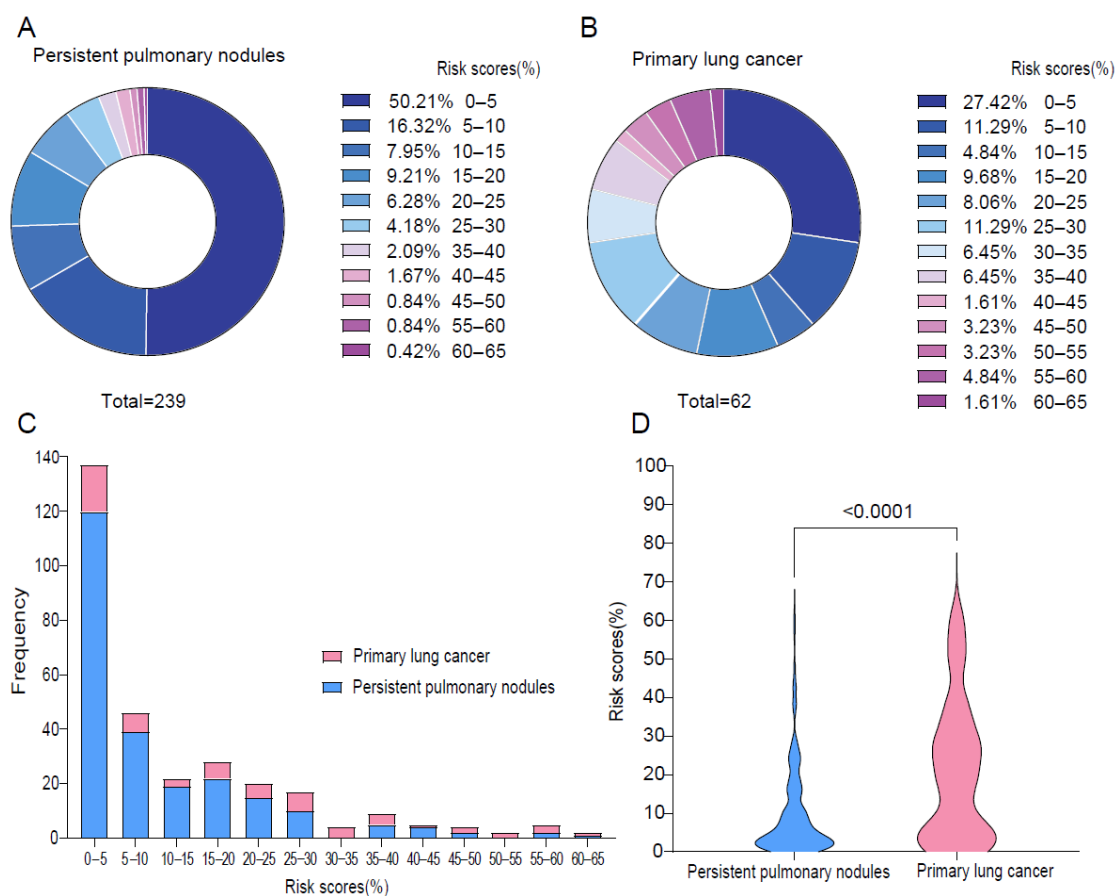 A
Persistent pulmonary nodules
Risk scores(%)
50.21% 0–5
16.32% 5–10
7.95% 10–15
9.21% 15–20
6.28% 20–25
4.18% 25–30
2.09% 35–40
1.67% 40–45
0.84% 45–50
0.84% 55–60
0.42% 60–65
Total=239
B
Primary lung cancer
Risk scores(%)
27.42% 0–5
11.29% 5–10
4.84% 10–15
9.68% 15–20
8.06% 20–25
11.29% 25–30
6.45% 30–35
6.45% 35–40
1.61% 40–45
3.23% 45–50
3.23% 50–55
4.84% 55–60
1.61% 60–65
Total=62
C
Frequency
140
120
100
80
60
40
20
0
Primary lung cancer
Persistent pulmonary nodules
0–5 5–10 10–15 15–20 20–25 25–30 30–35 35–40 40–45 45–50 50–55 55–60 60–65
Risk scores(%)
D
Risk scores(%)
100
90
80
70
60
50
40
30
20
10
0
<0.0001
Persistent pulmonary nodules Primary lung cancer